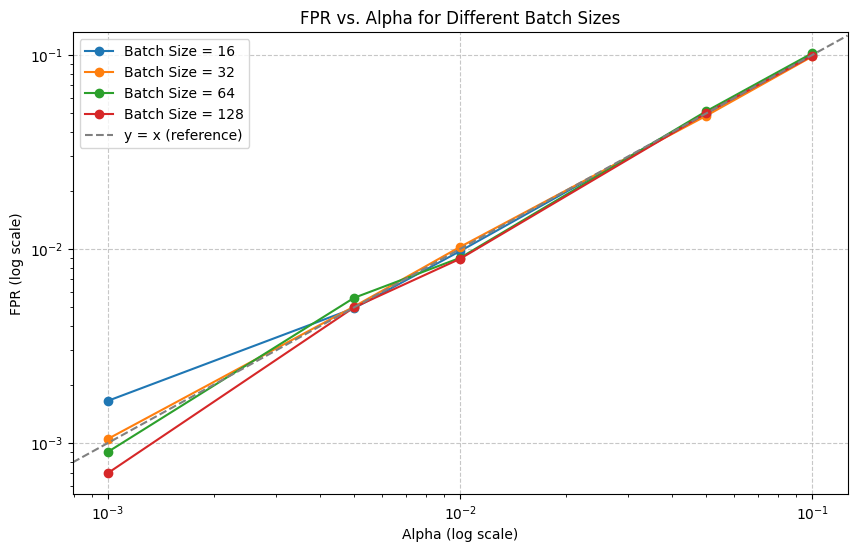 FPR vs. Alpha for Different Batch Sizes
Batch Size = 16
Batch Size = 32
Batch Size = 64
Batch Size = 128
y = x (reference)
FPR (log scale)
10⁻¹
10⁻²
10⁻³
10⁻³ 10⁻² 10⁻¹
Alpha (log scale)